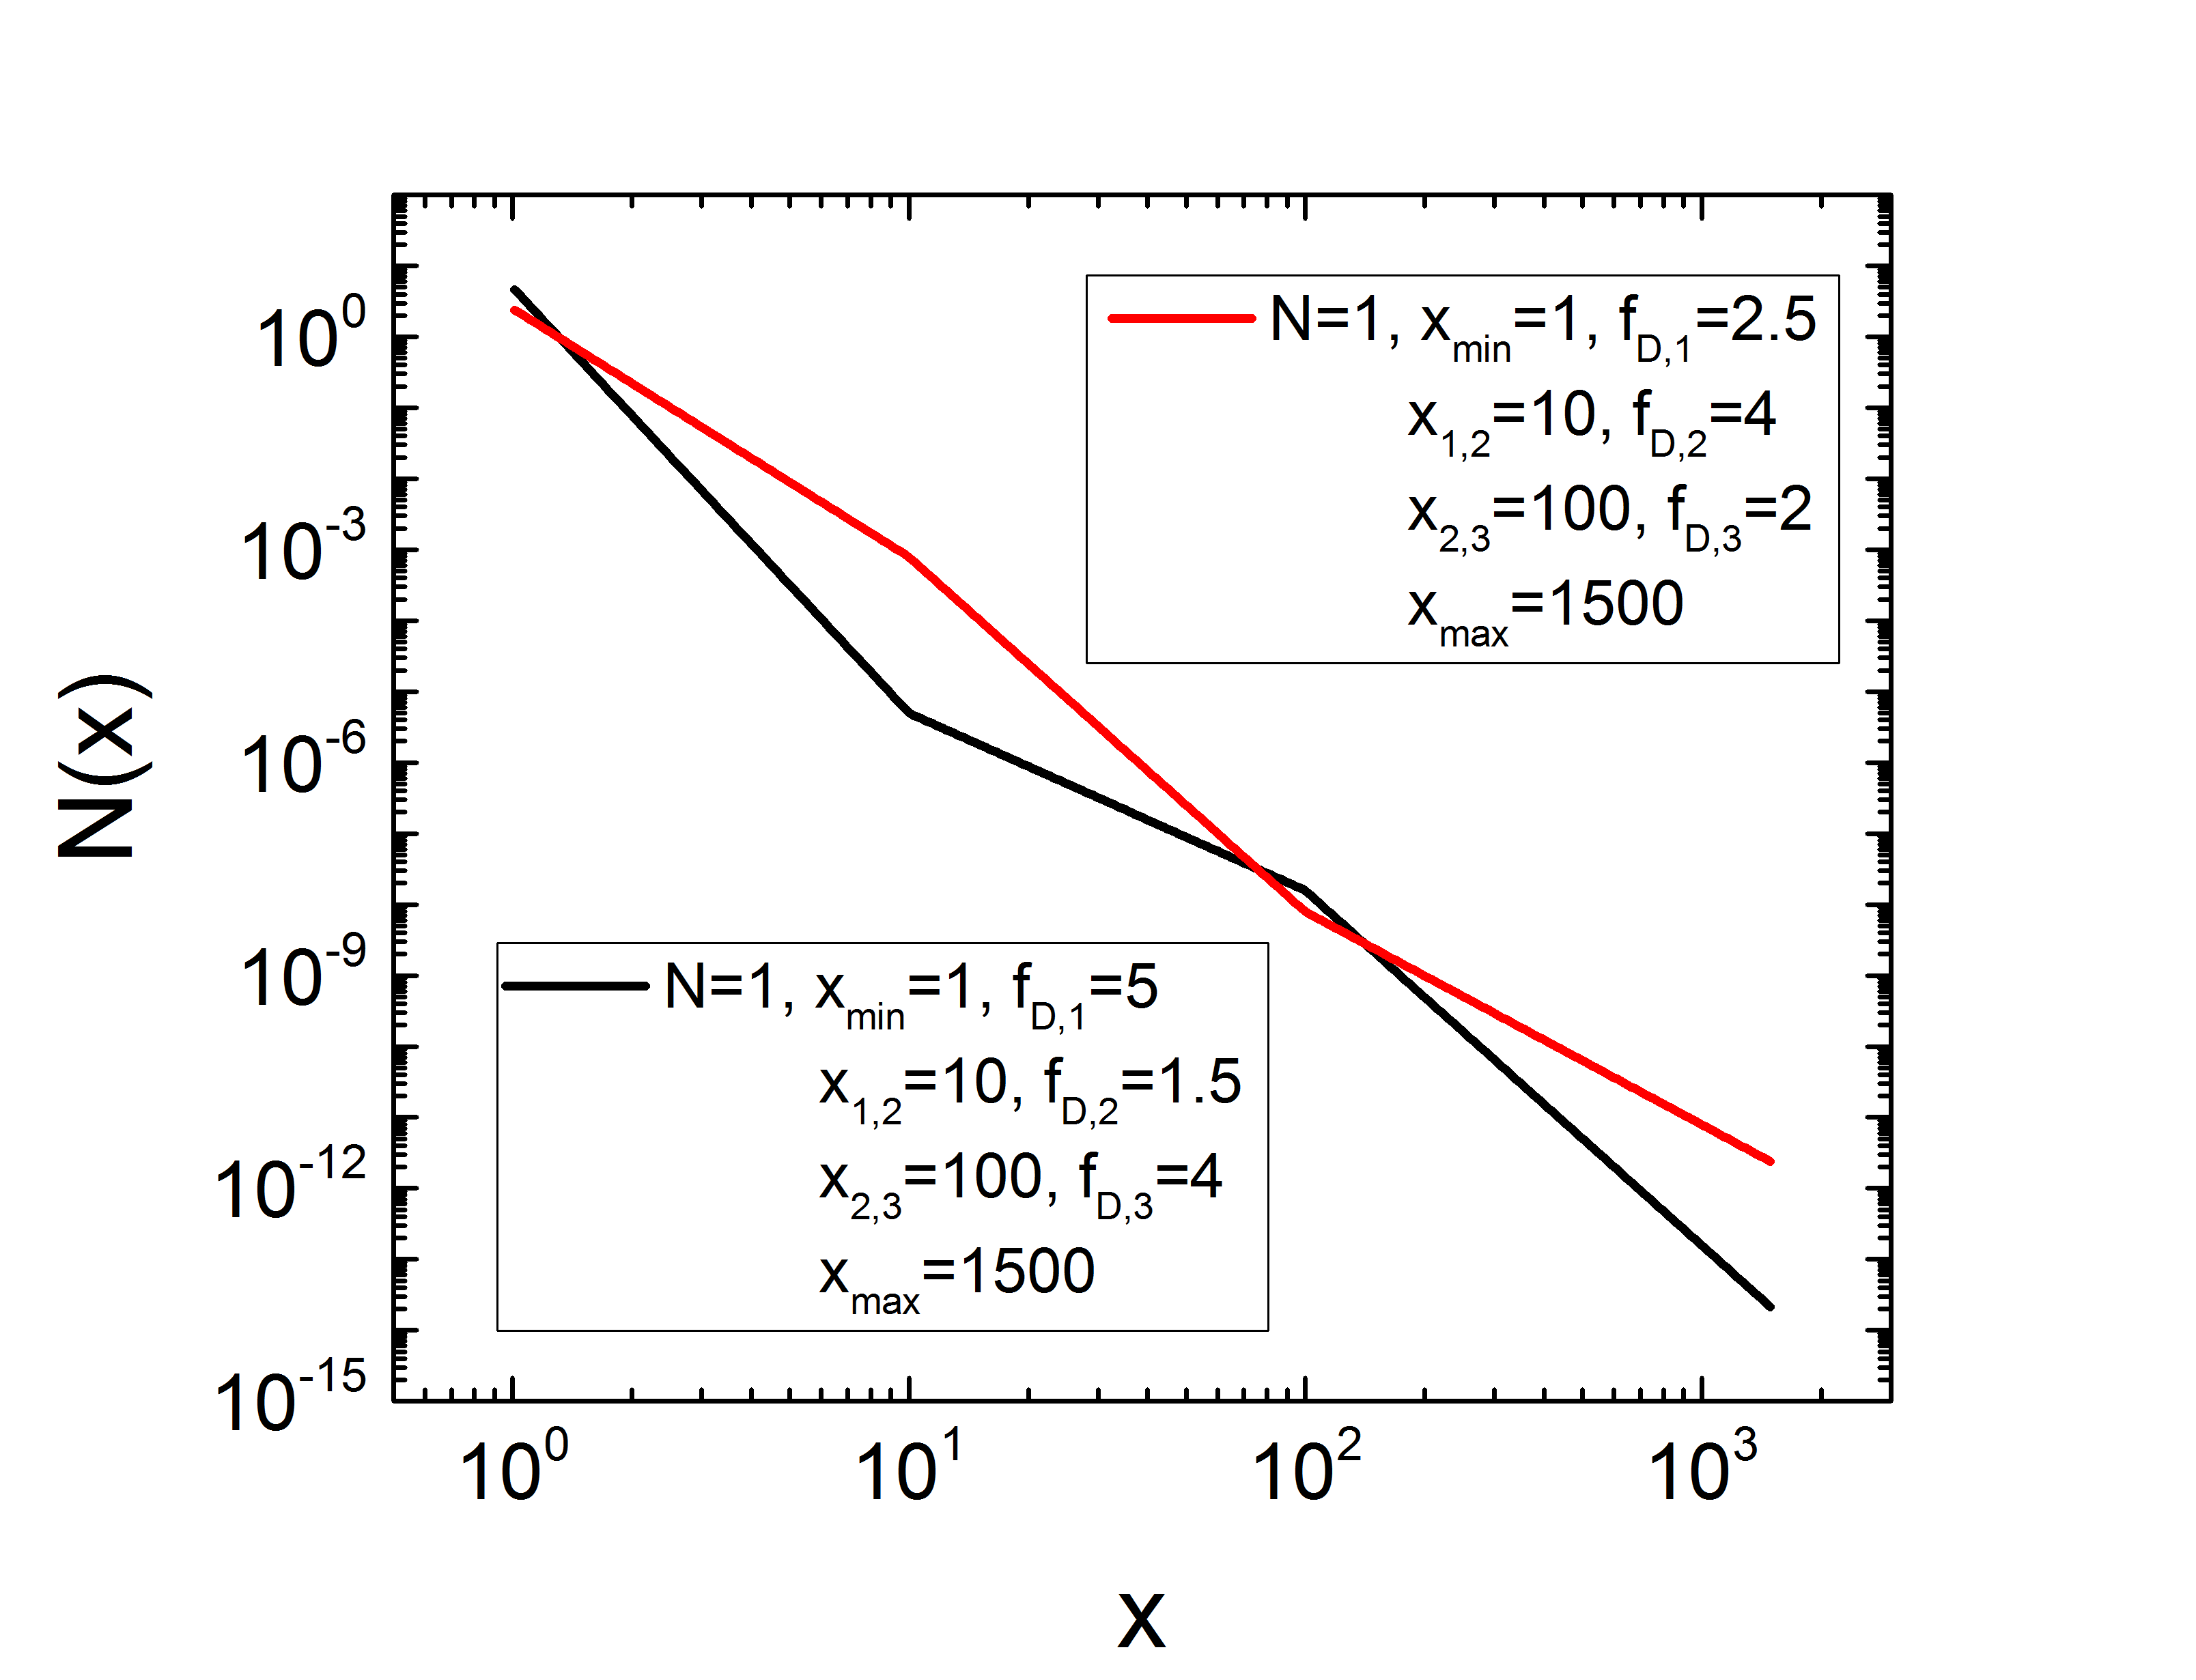 N(x)
10^0
10^-3
10^-6
10^-9
10^-12
10^-15
N=1, x_min=1, f_D,1=2.5
x_1,2=10, f_D,2=4
x_2,3=100, f_D,3=2
x_max=1500
N=1, x_min=1, f_D,1=5
x_1,2=10, f_D,2=1.5
x_2,3=100, f_D,3=4
x_max=1500
10^0 10^1 10^2 10^3
x